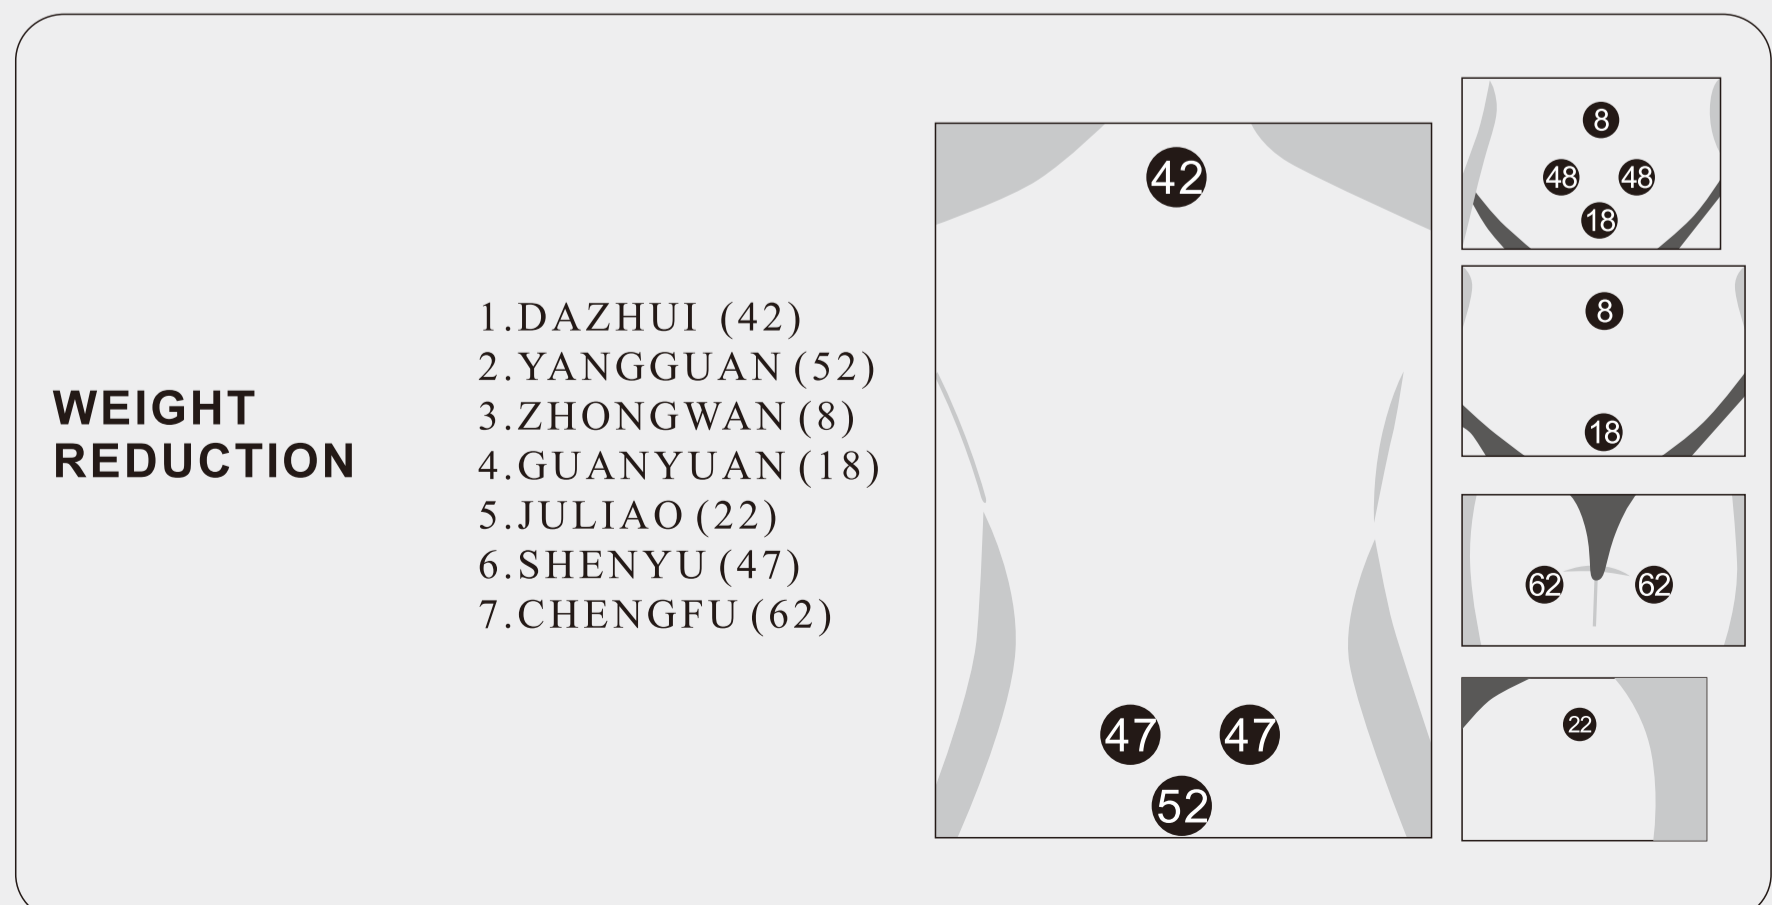 WEIGHT
REDUCTION
1.DAZHUI (42)
2.YANGGUAN (52)
3.ZHONGWAN (8)
4.GUANYUAN (18)
5.JULIAO (22)
6.SHENYU (47)
7.CHENGFU (62)
42
47 47
52
8
48 48
18
8
18
62 62
22